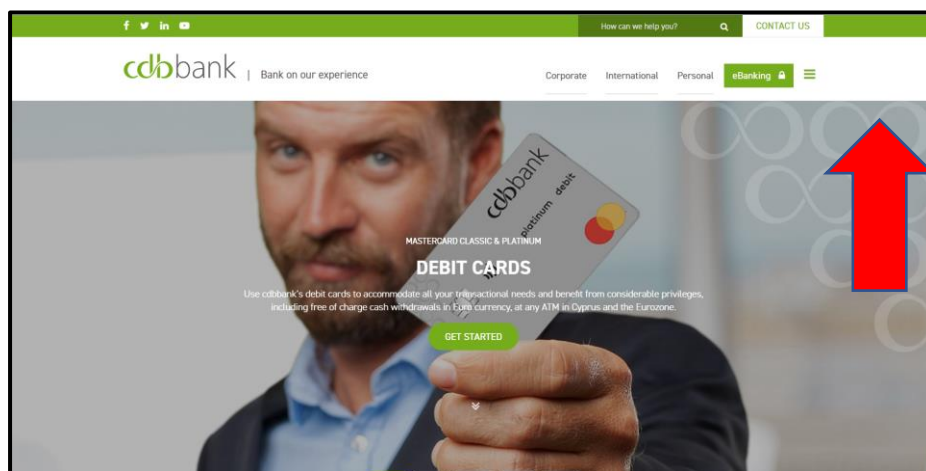 How can we help you?
CONTACT US
cdbbank | Bank on our experience
Corporate
International
Personal
eBanking
cdbbank
platinum debit
MASTERCARD CLASSIC & PLATINUM
DEBIT CARDS
Use cdbbank's debit cards to accommodate all your transactional needs and benefit from considerable privileges,
including free of charge cash withdrawals in Euro currency, at any ATM in Cyprus and the Eurozone.
GET STARTED